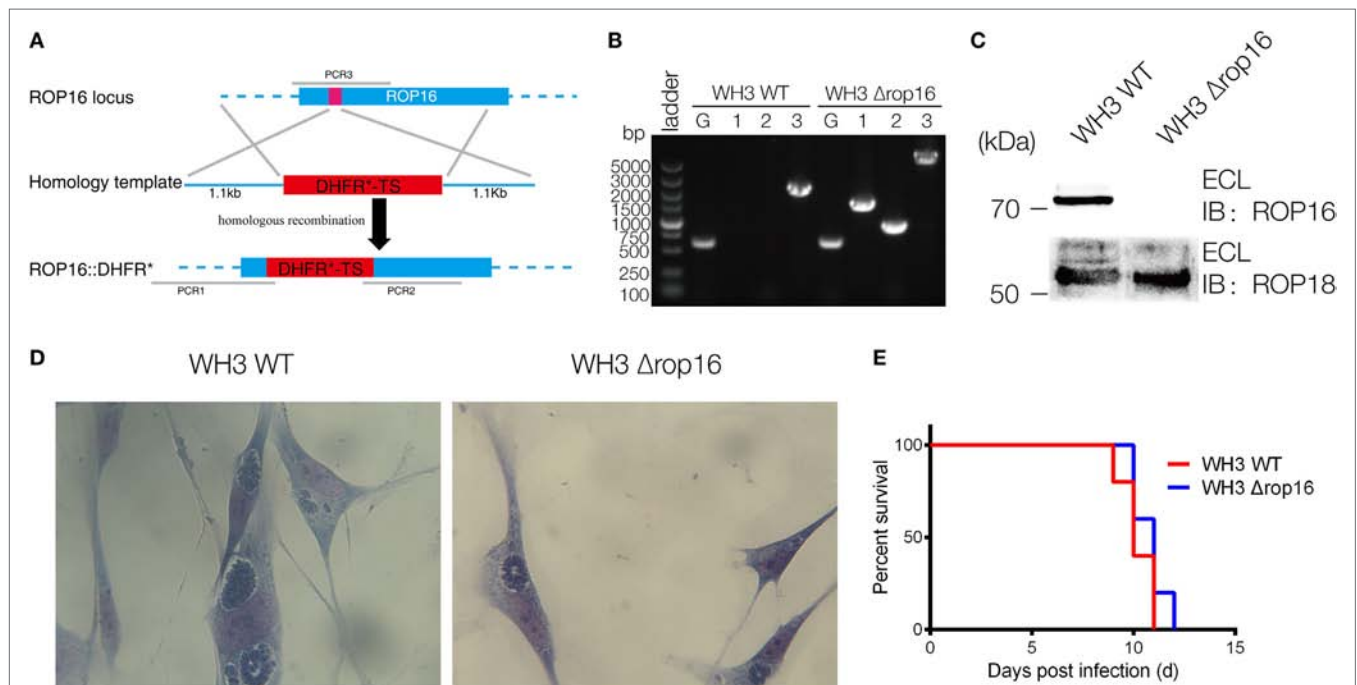 A
PCR3
ROP16 locus
ROP16
Homology template
DHFR*-TS
1.1kb
1.1Kb
homologous recombination
ROP16::DHFR*
DHFR*-TS
PCR1
PCR2
B
ladder
WH3 WT
WH3 Δrop16
bp
G 1 2 3 G 1 2 3
5000
3000
2000
1500
1000
750
500
250
100
C
WH3 WT
WH3 Δrop16
(kDa)
70
ECL
IB: ROP16
50
ECL
IB: ROP18
D
WH3 WT
WH3 Δrop16
E
Percent survival
100
50
0
WH3 WT
WH3 Δrop16
0 5 10 15
Days post infection (d)